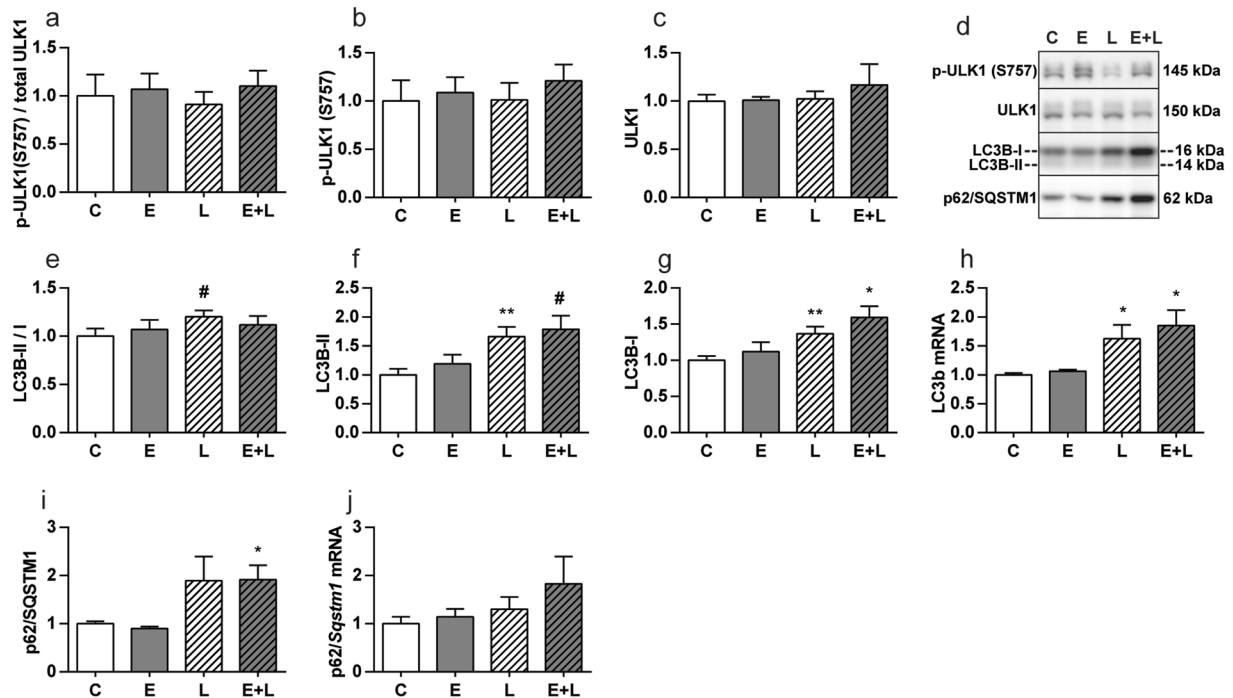 a
p-ULK1(S757) / total ULK1
1.5
1.0
0.5
0.0
C E L E+L
b
p-ULK1 (S757)
1.5
1.0
0.5
0.0
C E L E+L
c
ULK1
1.5
1.0
0.5
0.0
C E L E+L
d
C E L E+L
p-ULK1 (S757) 145 kDa
ULK1 150 kDa
LC3B-I 16 kDa
LC3B-II 14 kDa
p62/SQSTM1 62 kDa
e
LC3B-II / I
1.5
1.0
0.5
0.0
#
C E L E+L
f
LC3B-II
2.5
2.0
1.5
1.0
0.5
0.0
** #
C E L E+L
g
LC3B-I
2.0
1.5
1.0
0.5
0.0
** *
C E L E+L
h
LC3b mRNA
2.5
2.0
1.5
1.0
0.5
0.0
* *
C E L E+L
i
p62/SQSTM1
3
2
1
0
*
C E L E+L
j
p62/Sqstm1 mRNA
3
2
1
0
C E L E+L